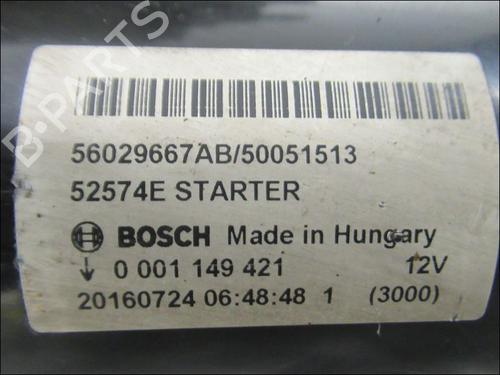 B-PARTS
56029667AB/50051513
52574E STARTER
BOSCH Made in Hungary
0 001 149 421 12V
20160724 06:48:48 1 (3000)